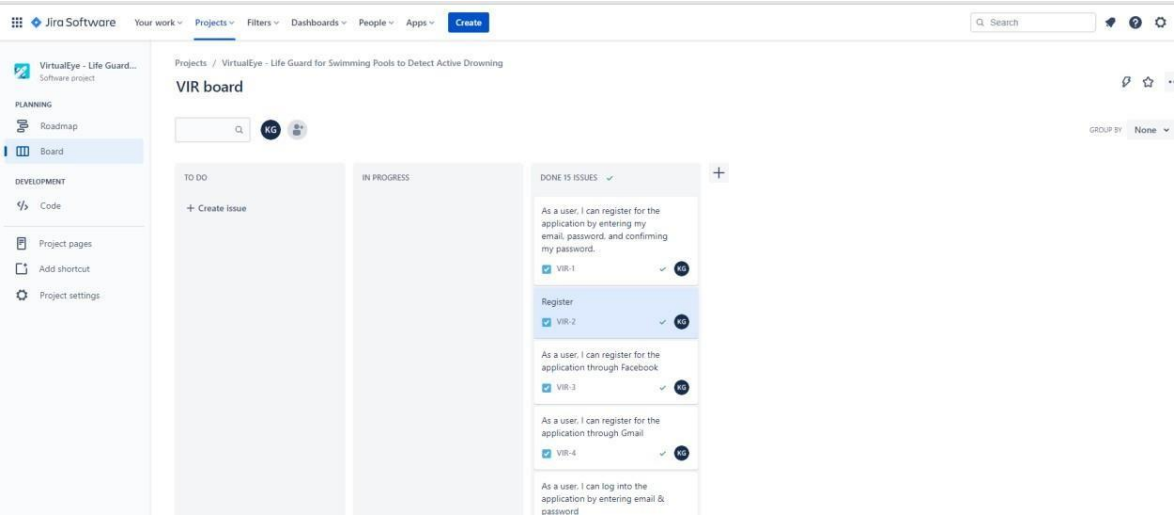 Jira Software Your work Projects Filters Dashboards People Apps Create Search
VirtualEye - Life Guard...
Software project
PLANNING
Roadmap
Board
DEVELOPMENT
Code
Project pages
Add shortcut
Project settings
Projects / VirtualEye - Life Guard for Swimming Pools to Detect Active Drowning
VIR board
KG
GROUP BY None
TO DO
+ Create issue
IN PROGRESS
DONE 15 ISSUES
As a user, I can register for the
application by entering my
email, password, and confirming
my password.
VIR-1 KG
Register
VIR-2 KG
As a user, I can register for the
application through Facebook
VIR-3 KG
As a user, I can register for the
application through Gmail
VIR-4 KG
As a user, I can log into the
application by entering email &
password